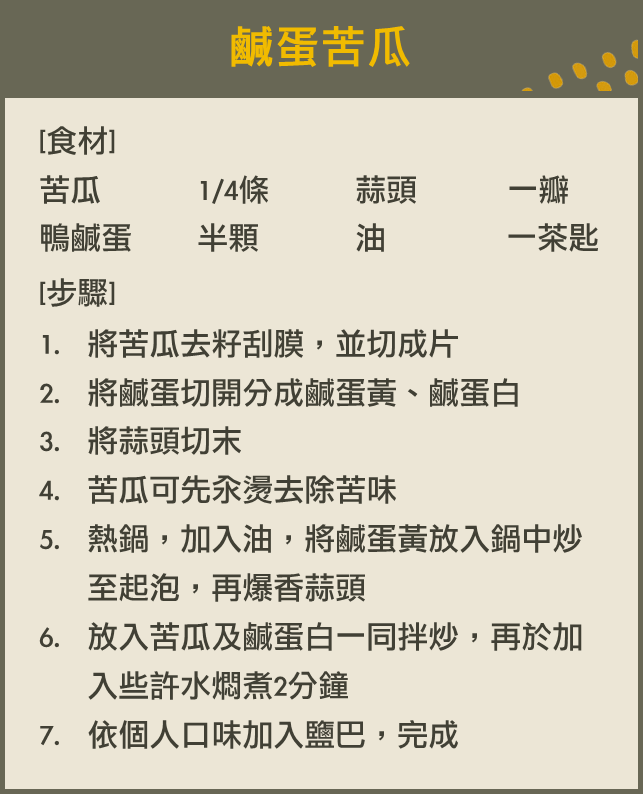 鹹蛋苦瓜
[食材]
苦瓜 1/4條 蒜頭 一瓣
鴨鹹蛋 半顆 油 一茶匙
[步驟]
1. 將苦瓜去籽刮膜，並切成片
2. 將鹹蛋切開分成鹹蛋黃、鹹蛋白
3. 將蒜頭切末
4. 苦瓜可先汆燙去除苦味
5. 熱鍋，加入油，將鹹蛋黃放入鍋中炒
至起泡，再爆香蒜頭
6. 放入苦瓜及鹹蛋白一同拌炒，再於加
入些許水燜煮2分鐘
7. 依個人口味加入鹽巴，完成